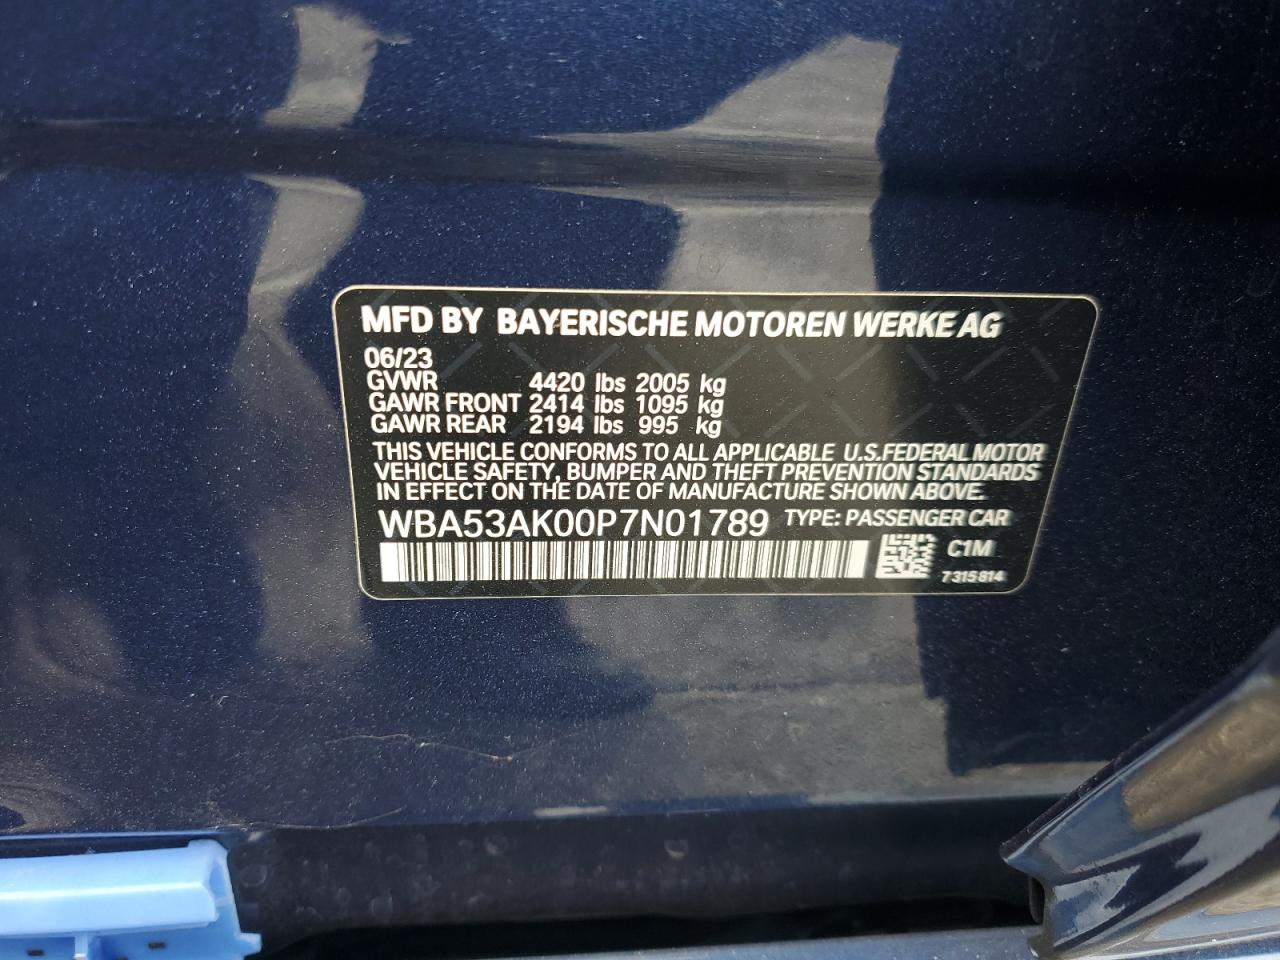 MFD BY BAYERISCHE MOTOREN WERKE AG
06/23
GVWR 4420 lbs 2005 kg
GAWR FRONT 2414 lbs 1095 kg
GAWR REAR 2194 lbs 995 kg
THIS VEHICLE CONFORMS TO ALL APPLICABLE U.S.FEDERAL MOTOR
VEHICLE SAFETY, BUMPER AND THEFT PREVENTION STANDARDS
IN EFFECT ON THE DATE OF MANUFACTURE SHOWN ABOVE.
WBA53AK00P7N01789 TYPE: PASSENGER CAR
C1M
7315814